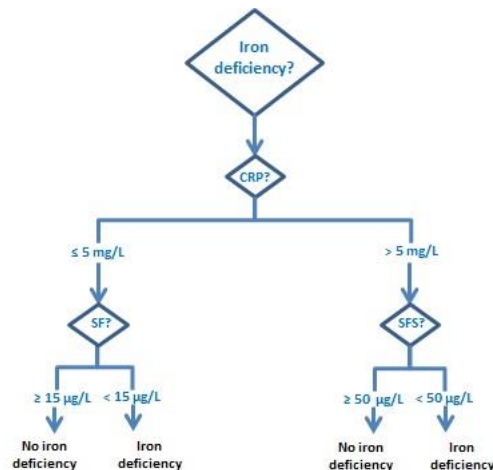 Iron
deficiency?
CRP?
≤ 5 mg/L
> 5 mg/L
SF?
SFS?
≥ 15 µg/L
< 15 µg/L
≥ 50 µg/L
< 50 µg/L
No iron
deficiency
Iron
deficiency
No iron
deficiency
Iron
deficiency